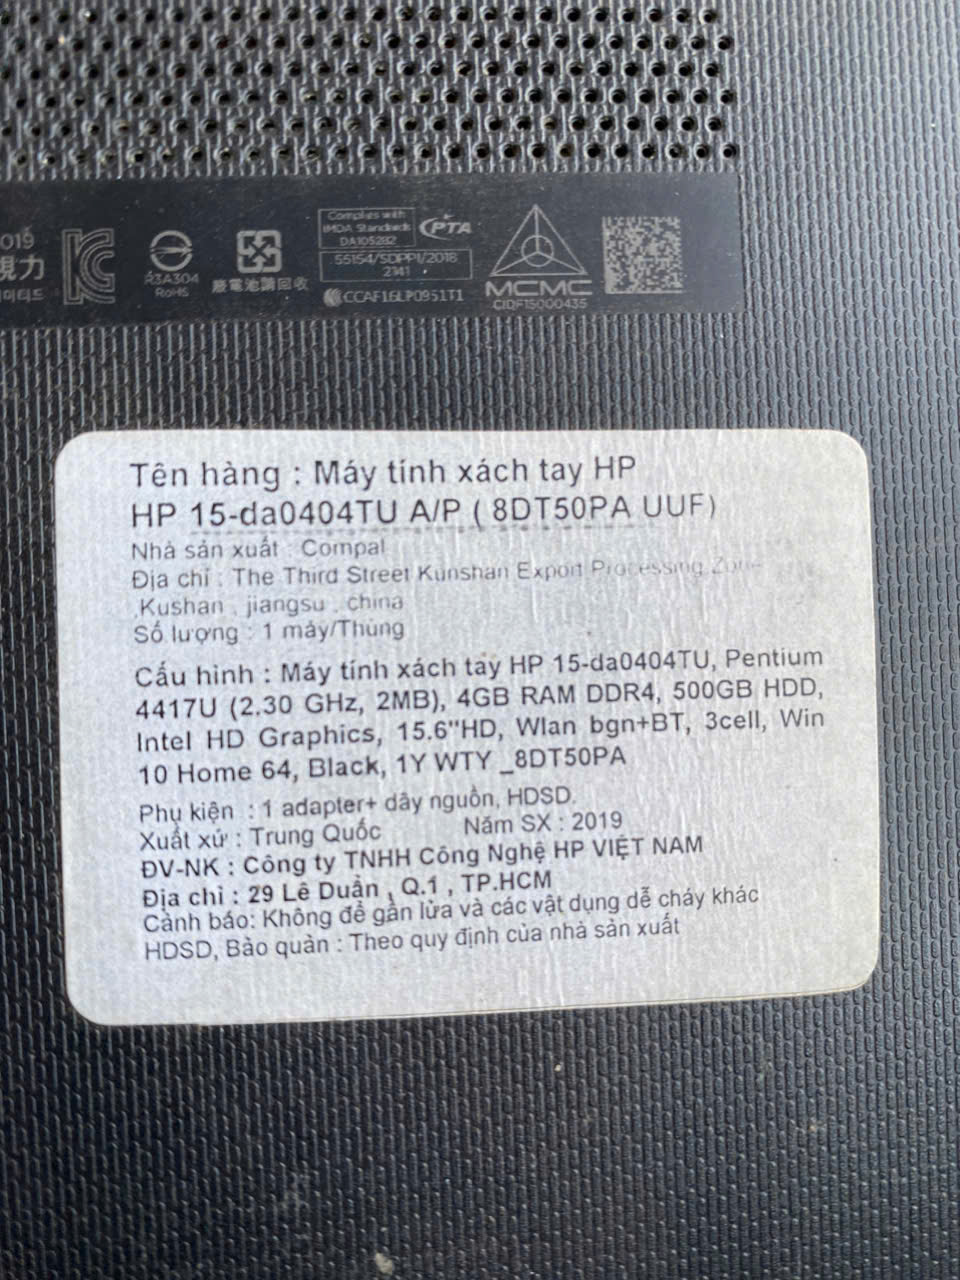 019
視力
R3A304
RoHS
廢電池請回收
Complies with
IMDA Standards
DA105282
PTA
55154/SDPPI/2018
2141
CCAF16LP0951T1
MCMC
CIDF15000435
Tên hàng : Máy tính xách tay HP
HP 15-da0404TU A/P ( 8DT50PA UUF)
Nhà sản xuất : Compal
Địa chỉ : The Third Street Kunshan Export Processing Zone
,Kushan , jiangsu , china
Số lượng : 1 máy/Thùng
Cấu hình : Máy tính xách tay HP 15-da0404TU, Pentium
4417U (2.30 GHz, 2MB), 4GB RAM DDR4, 500GB HDD,
Intel HD Graphics, 15.6"HD, Wlan bgn+BT, 3cell, Win
10 Home 64, Black, 1Y WTY _8DT50PA
Phụ kiện : 1 adapter+ dây nguồn, HDSD.
Xuất xứ : Trung Quốc Năm SX : 2019
ĐV-NK : Công ty TNHH Công Nghệ HP VIỆT NAM
Địa chỉ : 29 Lê Duẩn , Q.1 , TP.HCM
Cảnh báo: Không để gần lửa và các vật dụng dễ cháy khác
HDSD, Bảo quản : Theo quy định của nhà sản xuất